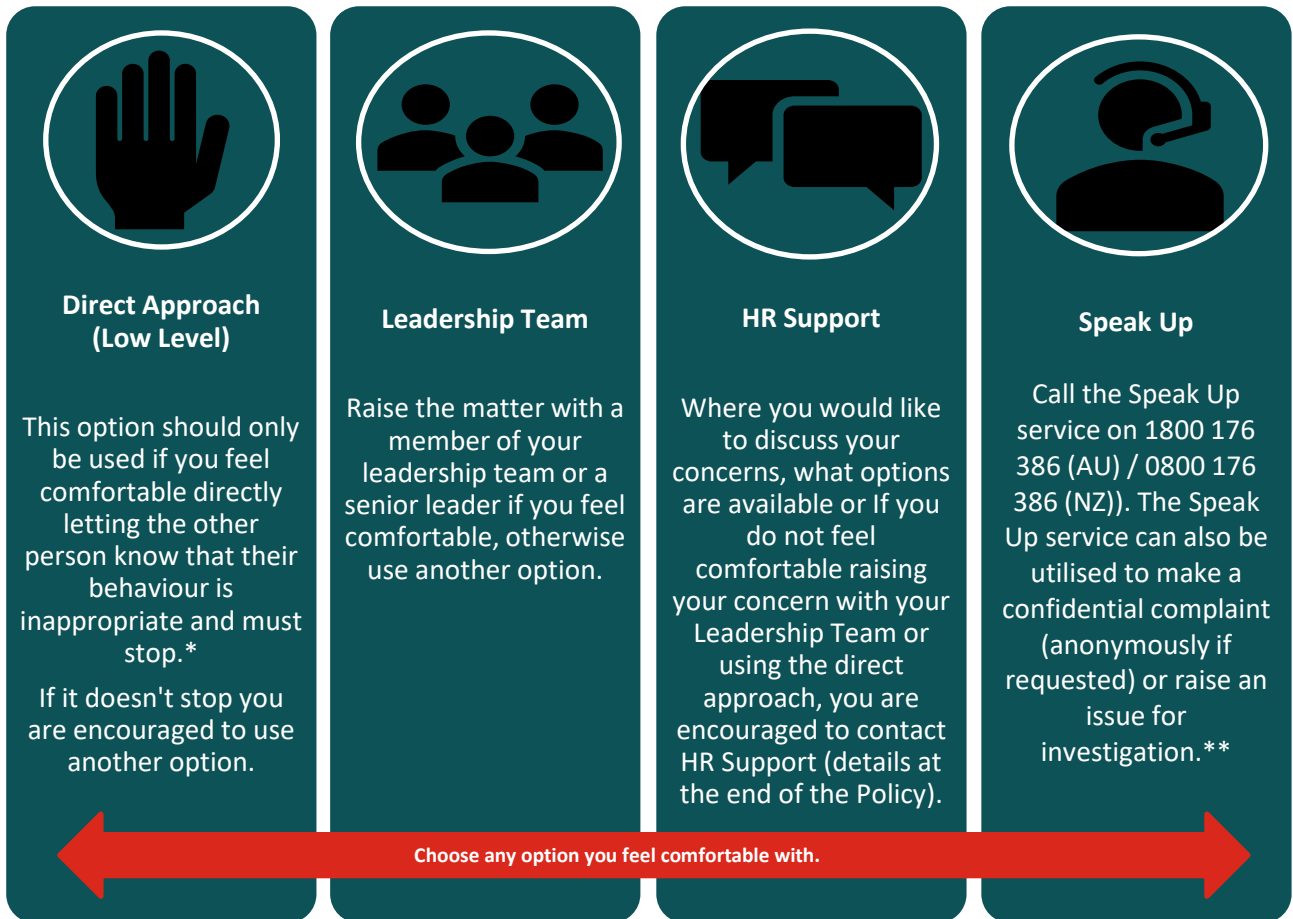 Direct Approach
(Low Level)
This option should only
be used if you feel
comfortable directly
letting the other
person know that their
behaviour is
inappropriate and must
stop.*
If it doesn't stop you
are encouraged to use
another option.
Leadership Team
Raise the matter with a
member of your
leadership team or a
senior leader if you feel
comfortable, otherwise
use another option.
HR Support
Where you would like
to discuss your
concerns, what options
are available or If you
do not feel
comfortable raising
your concern with your
Leadership Team or
using the direct
approach, you are
encouraged to contact
HR Support (details at
the end of the Policy).
Speak Up
Call the Speak Up
service on 1800 176
386 (AU) / 0800 176
386 (NZ)). The Speak
Up service can also be
utilised to make a
confidential complaint
(anonymously if
requested) or raise an
issue for
investigation.**
Choose any option you feel comfortable with.